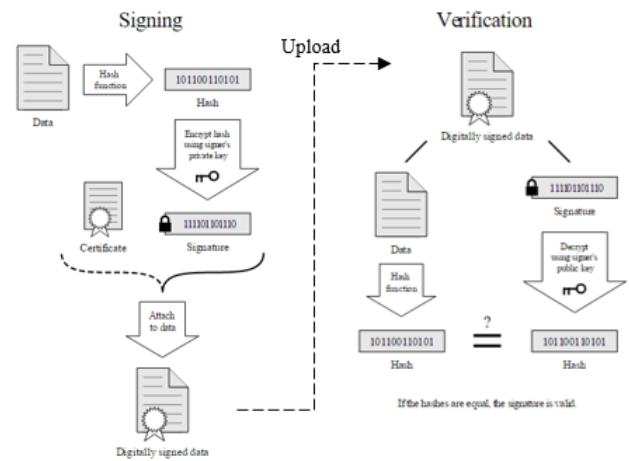 Signing
Data
Hash
function
101100110101
Hash
Encrypt hash
using signer's
private key
Certificate
111101101110
Signature
Attach
to data
Digitally signed data
Upload
Verification
Digitally signed data
Data
Hash
function
101100110101
Hash
111101101110
Signature
Decrypt
using signer's
public key
?
=
101100110101
Hash
If the hashes are equal, the signature is valid.